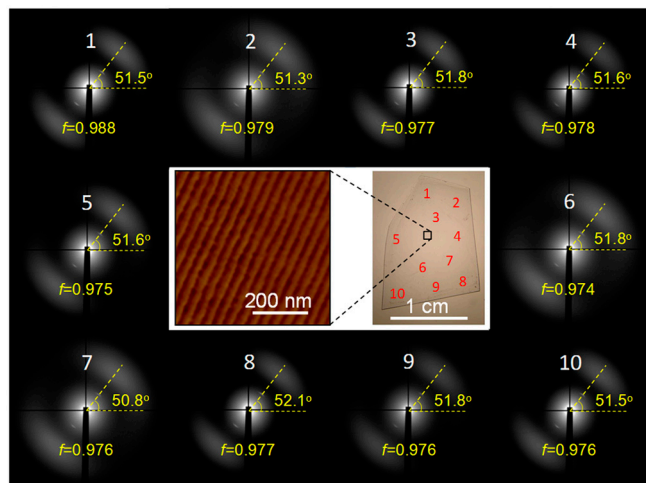 1
51.5°
f=0.988
2
51.3°
f=0.979
3
51.8°
f=0.977
4
51.6°
f=0.978
5
51.6°
f=0.975
200 nm
1
2
3
5
4
6
7
9
8
10
1 cm
6
51.8°
f=0.974
7
50.8°
f=0.976
8
52.1°
f=0.977
9
51.8°
f=0.976
10
51.5°
f=0.976